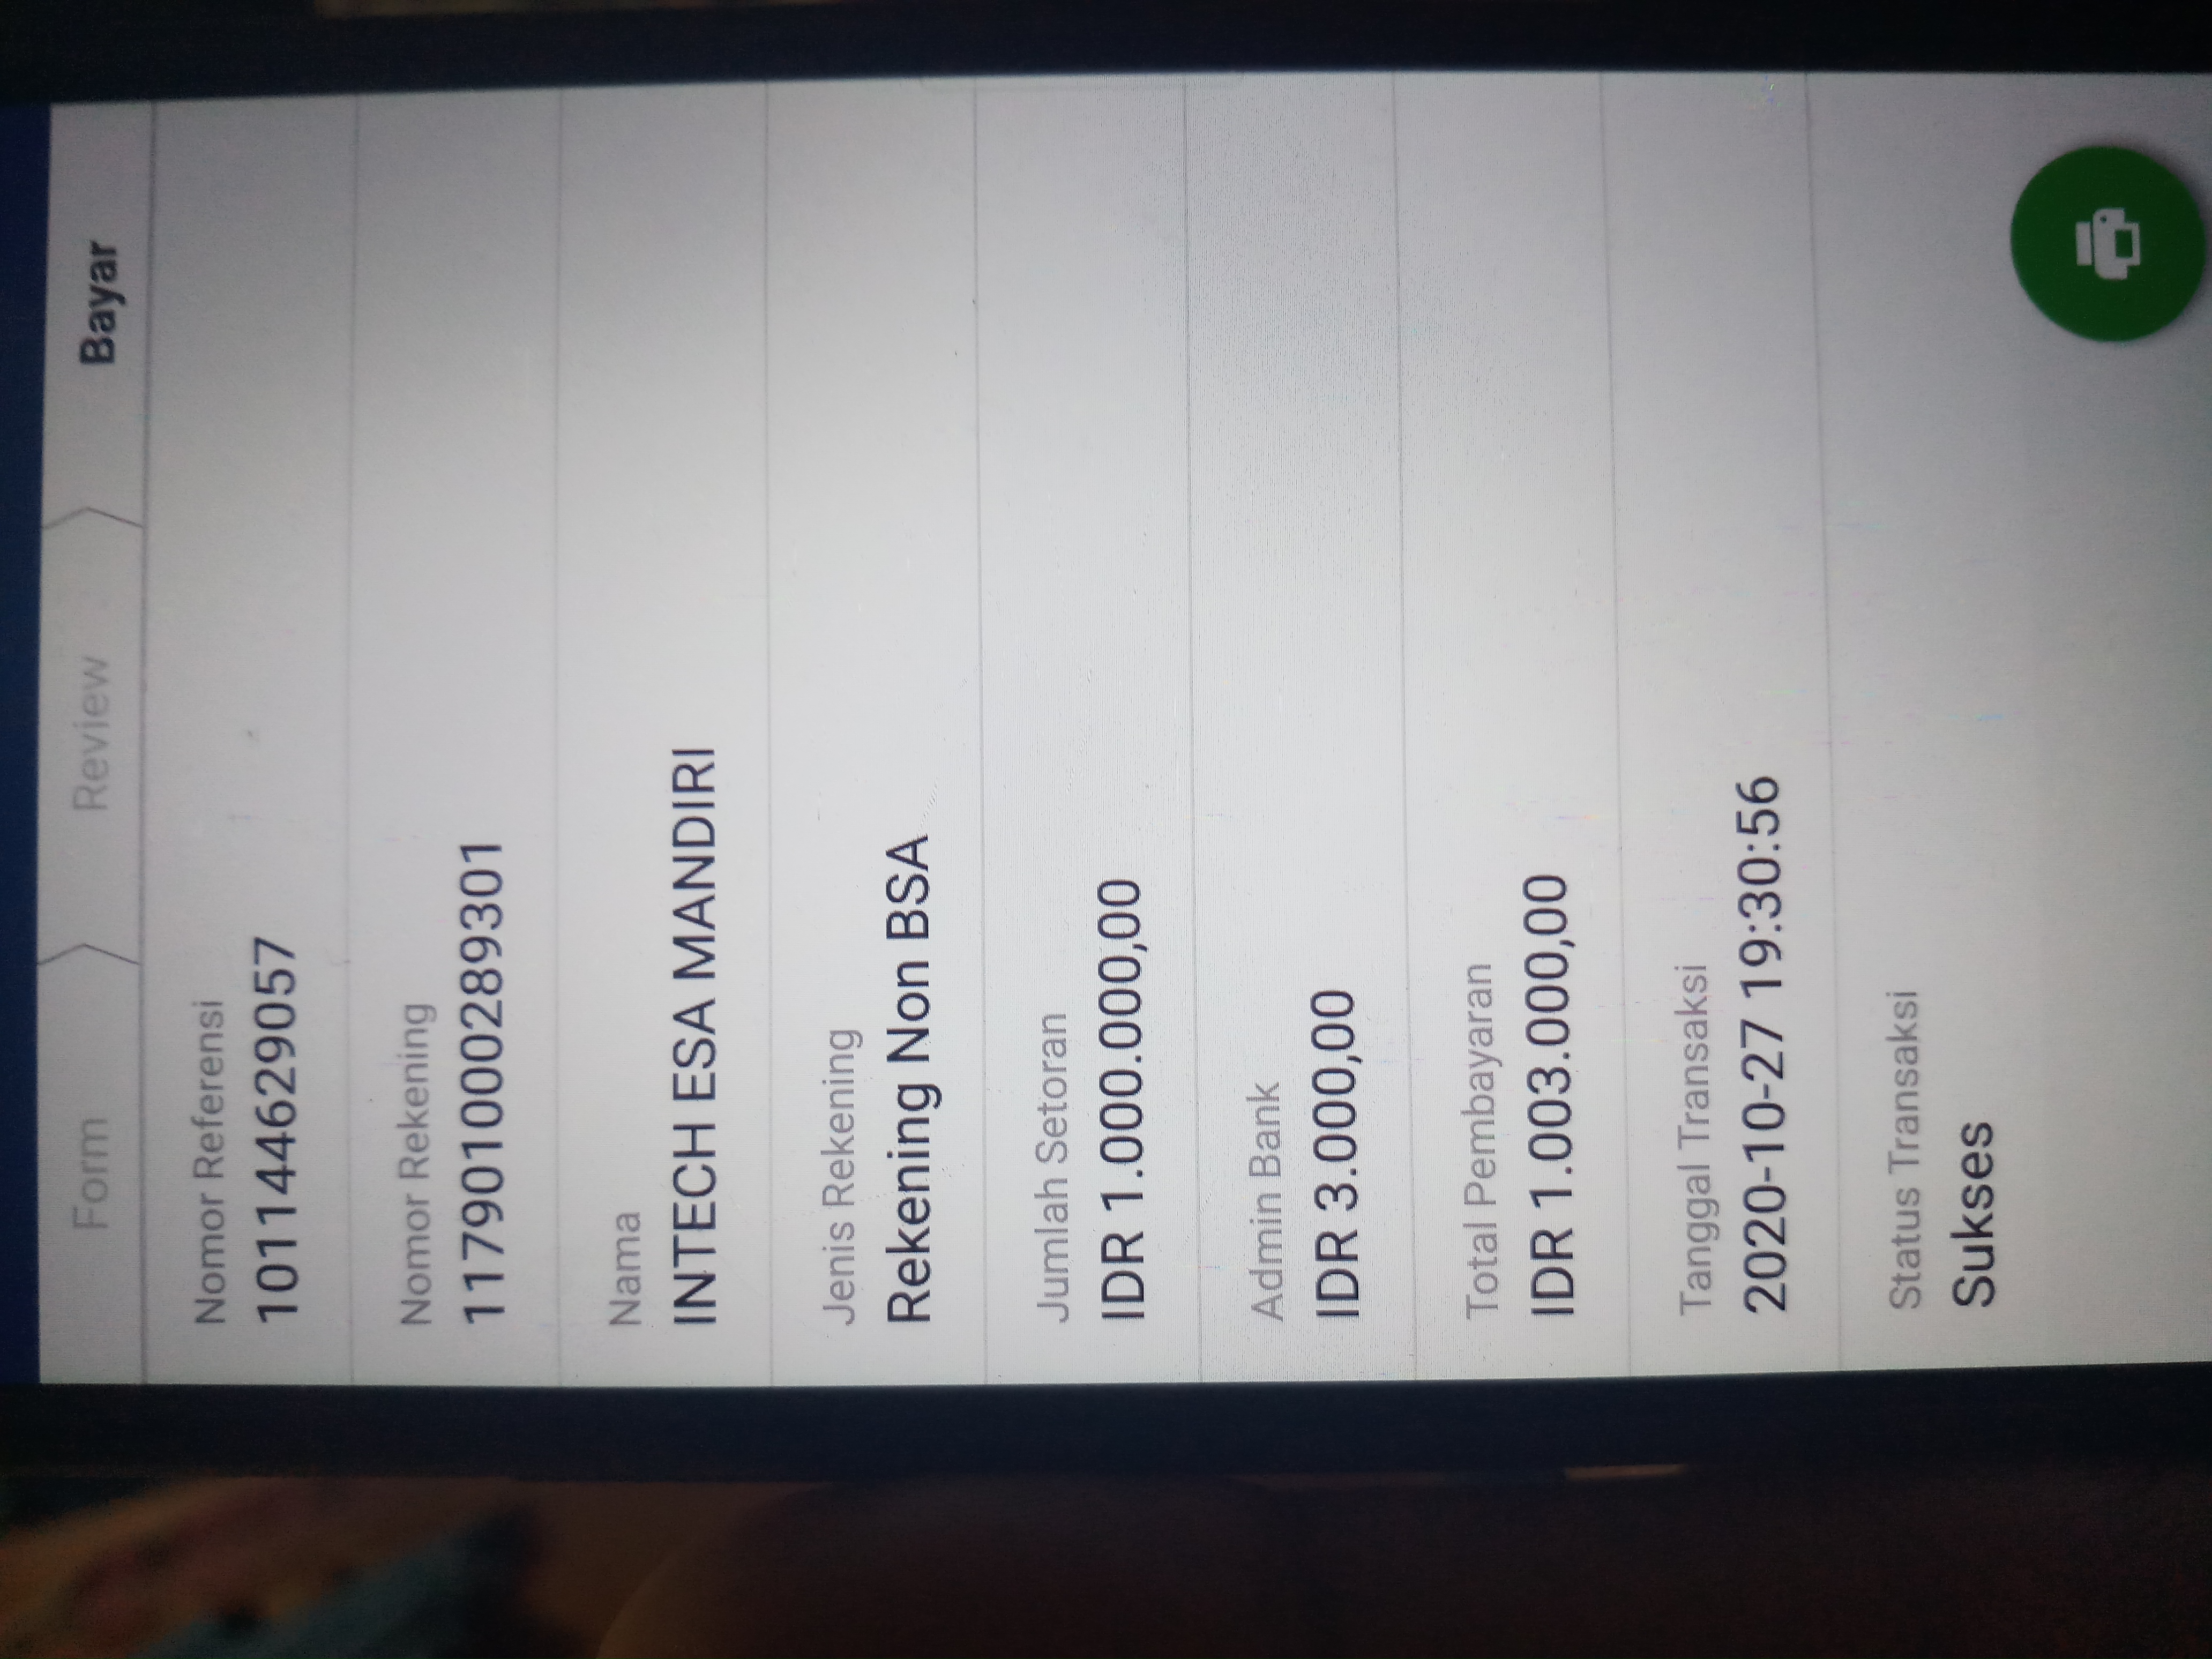 Form
Review
Bayar
Nomor Referensi
101144629057
Nomor Rekening
117901000289301
Nama
INTECH ESA MANDIRI
Jenis Rekening
Rekening Non BSA
Jumlah Setoran
IDR 1.000.000,00
Admin Bank
IDR 3.000,00
Total Pembayaran
IDR 1.003.000,00
Tanggal Transaksi
2020-10-27 19:30:56
Status Transaksi
Sukses